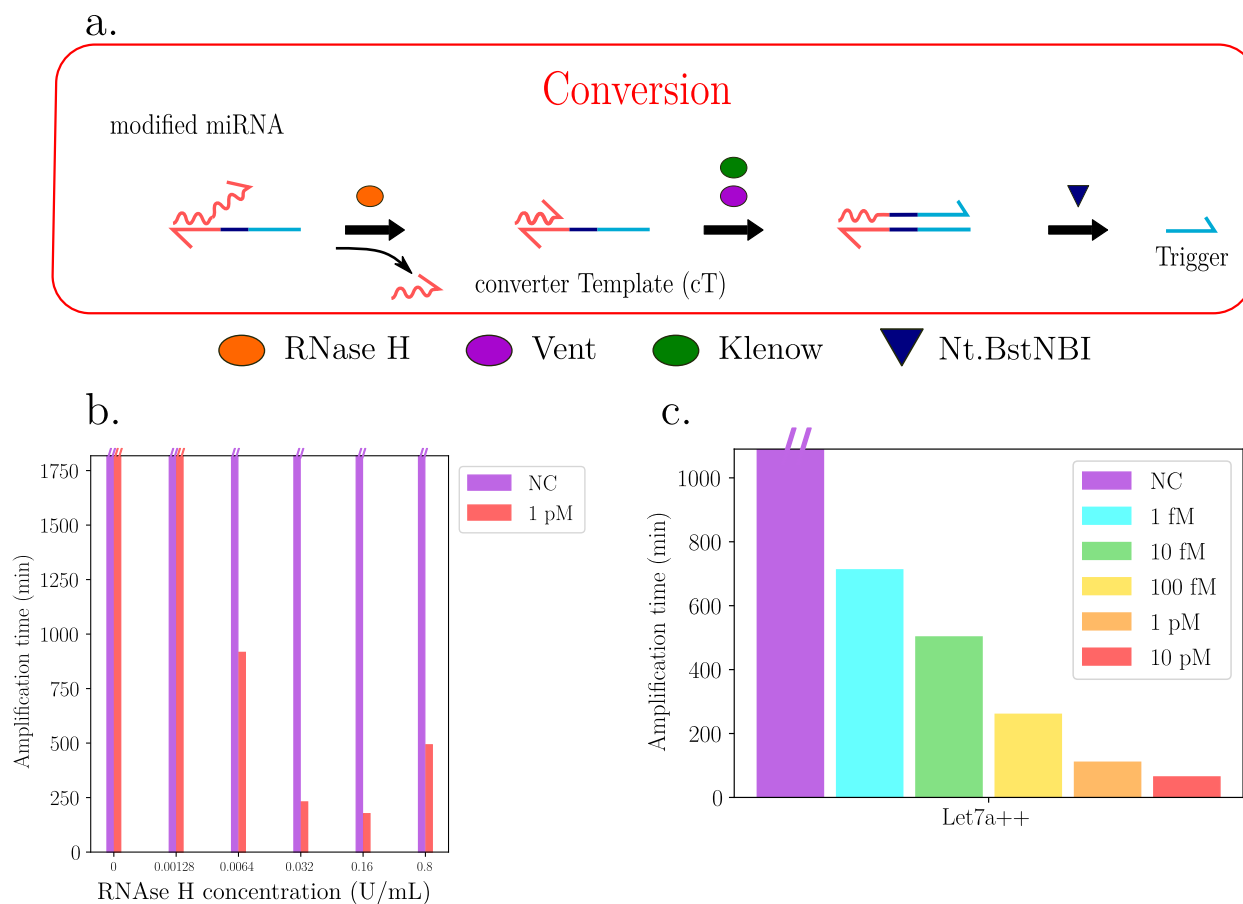 a.
Conversion
modified miRNA
converter Template (cT)
Trigger
RNase H
Vent
Klenow
Nt.BstNBI
b.
Amplification time (min)
1750
1500
1250
1000
750
500
250
0
0 0.00128 0.0064 0.032 0.16 0.8
RNAse H concentration (U/mL)
NC
1 pM
c.
Amplification time (min)
1000
800
600
400
200
0
Let7a++
NC
1 fM
10 fM
100 fM
1 pM
10 pM